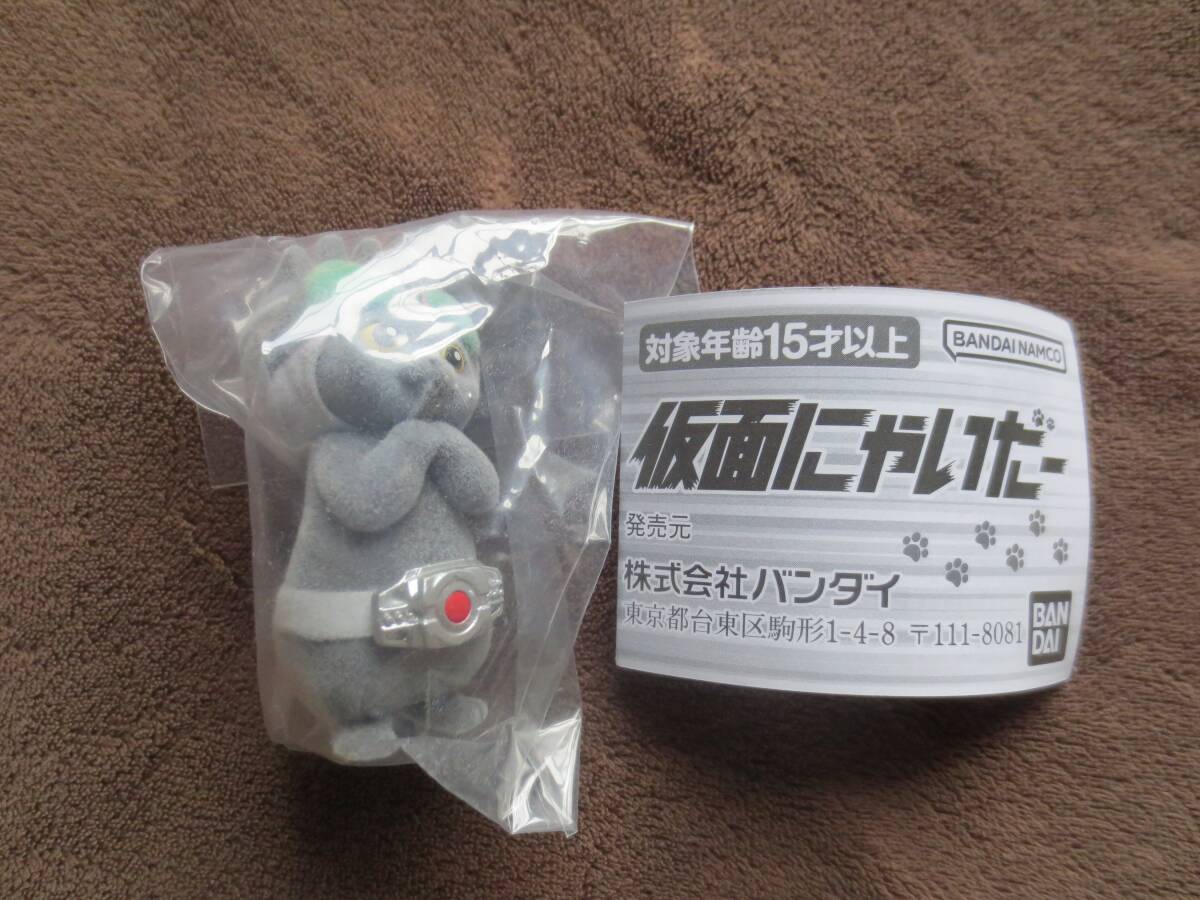 対象年齢15才以上
BANDAI NAMCO
仮面にゃいだー
発売元
株式会社バンダイ
東京都台東区駒形1-4-8 〒111-8081
BAN
DAI